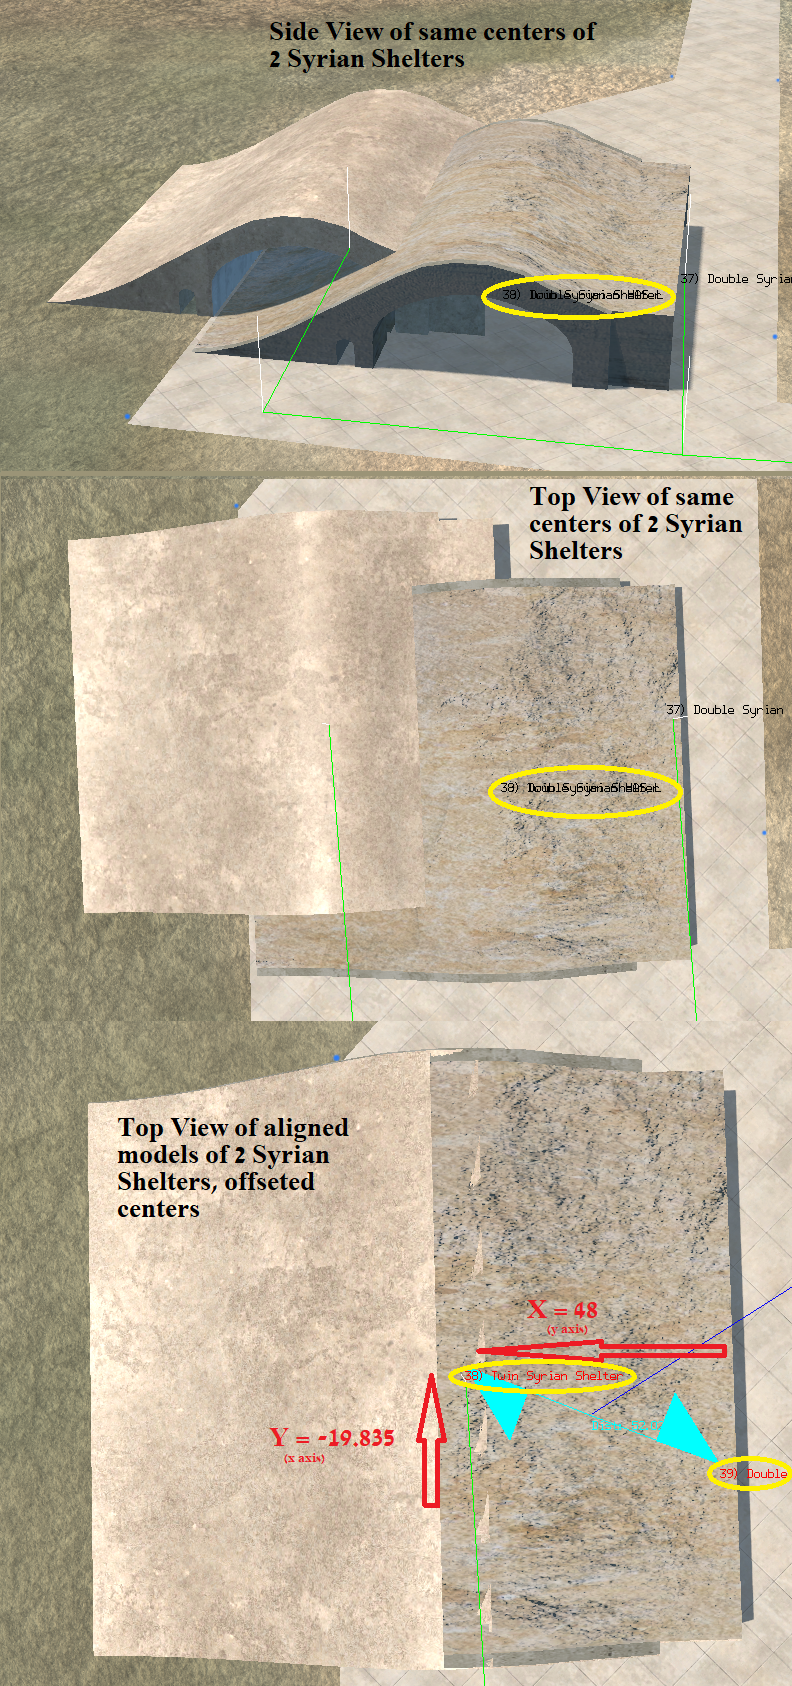 Side View of same centers of
2 Syrian Shelters
37) Double Syrian
Top View of same
centers of 2 Syrian
Shelters
37) Double Syrian
Top View of aligned
models of 2 Syrian
Shelters, offseted
centers
X = 48
(y axis)
38) Twin Syrian Shelter
Y = -19.835
(x axis)
39) Double